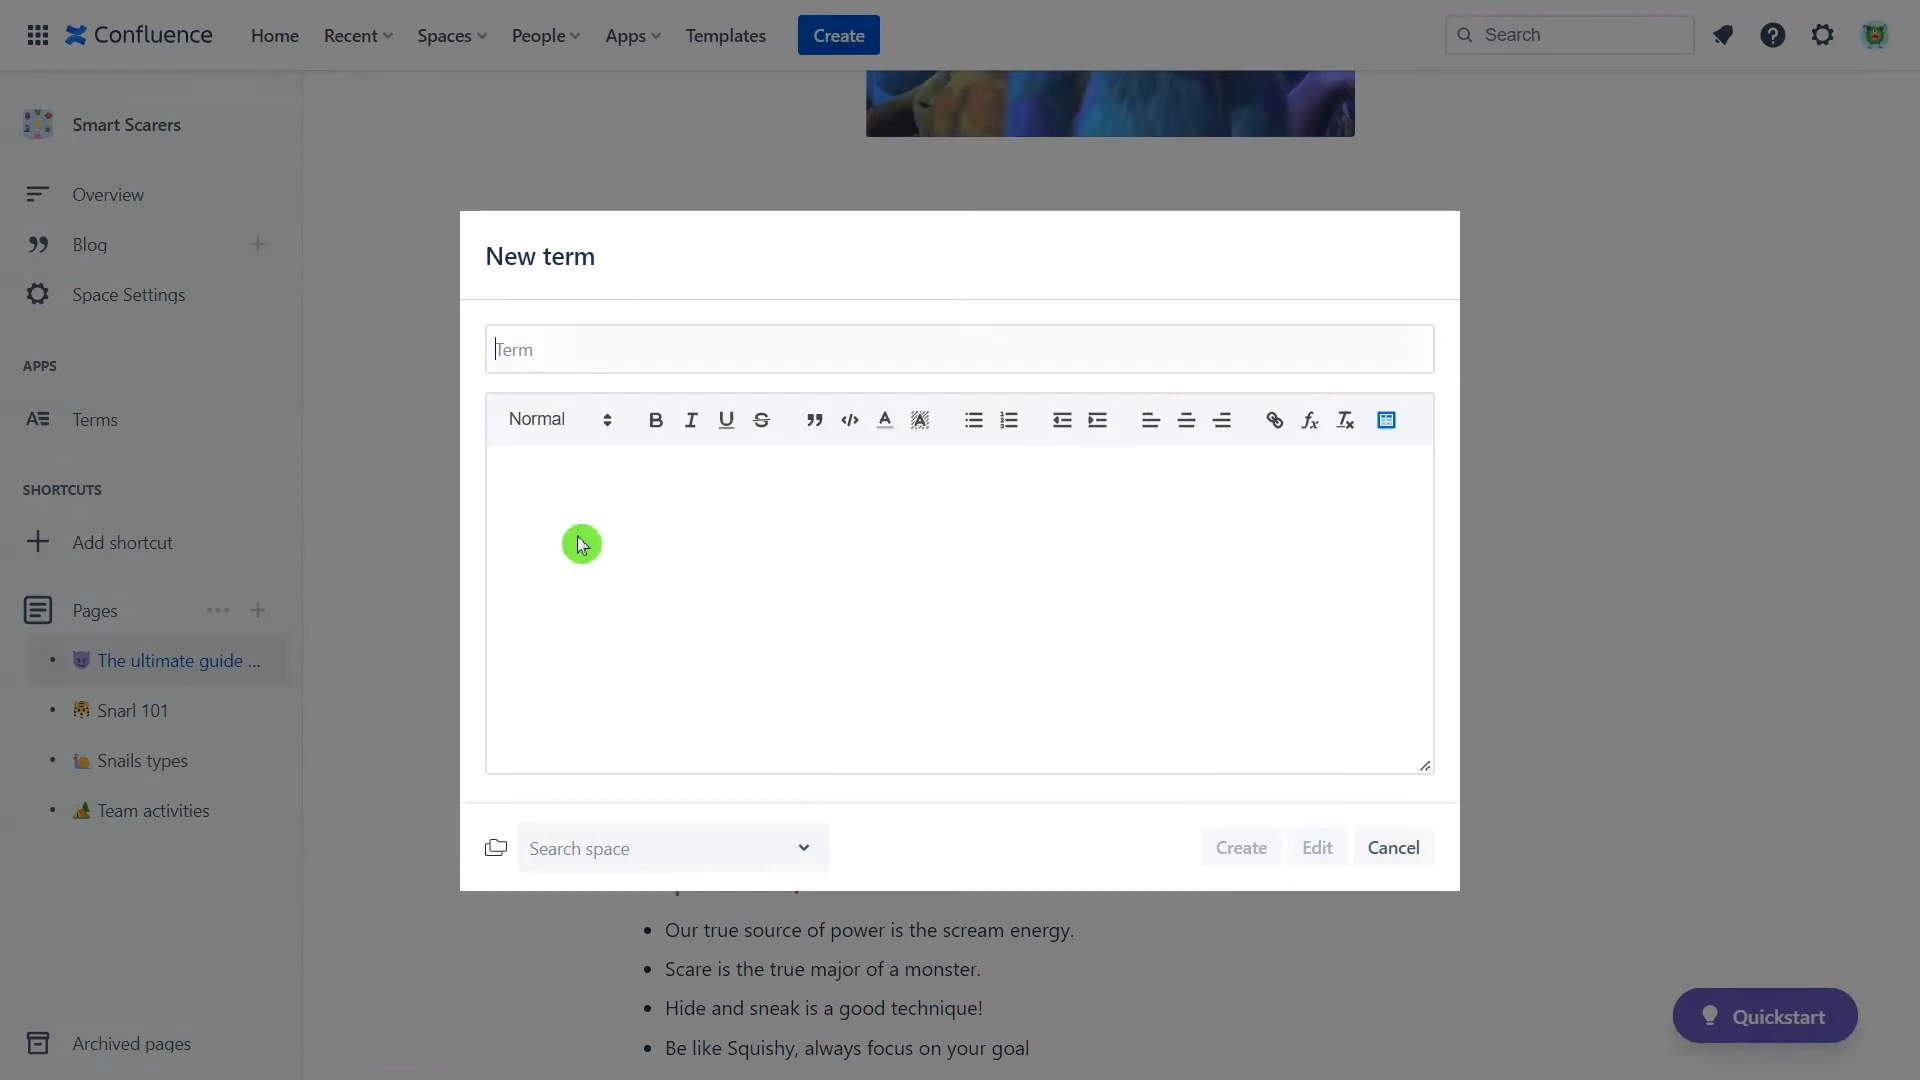 Confluence
Home
Recent
Spaces
People
Apps
Templates
Create
Search
Smart Scarers
Overview
Blog
Space Settings
APPS
Terms
SHORTCUTS
Add shortcut
Pages
The ultimate guide ...
Snarl 101
Snails types
Team activities
Archived pages
New term
Term
Normal
Search space
Create
Edit
Cancel
Our true source of power is the scream energy.
Scare is the true major of a monster.
Hide and sneak is a good technique!
Be like Squishy, always focus on your goal
Quickstart